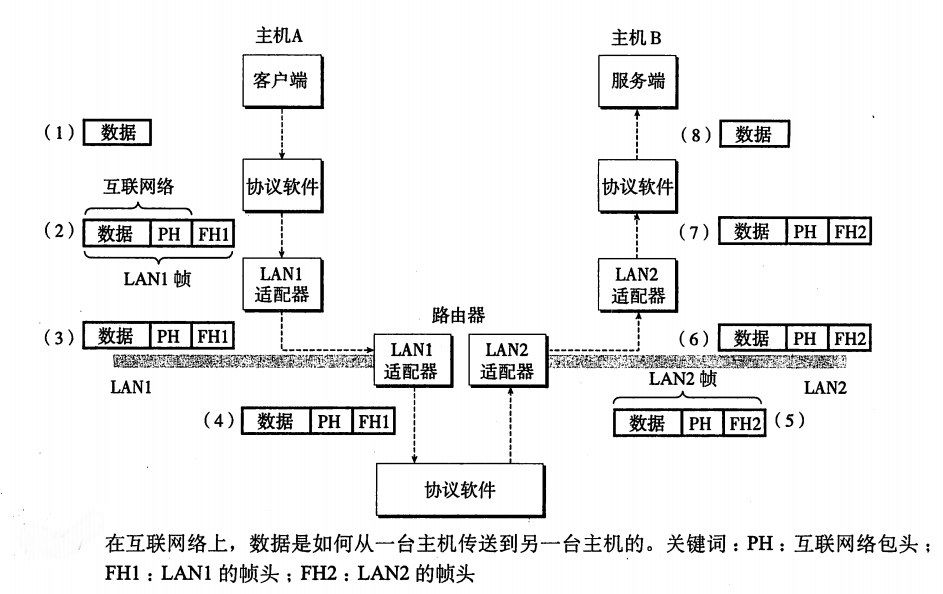 主机A
主机 B
客户端
服务端
(1) 数据
(8) 数据
协议软件
协议软件
互联网络
(2) 数据 PH FH1
(7) 数据 PH FH2
LAN1 帧
LAN1
适配器
LAN2
适配器
路由器
(3) 数据 PH FH1
(6) 数据 PH FH2
LAN1
适配器
LAN2
适配器
LAN1
LAN2 帧
LAN2
(4) 数据 PH FH1
数据 PH FH2 (5)
协议软件
在互联网络上，数据是如何从一台主机传送到另一台主机的。关键词：PH：互联网络包头；
FH1：LAN1 的帧头；FH2：LAN2 的帧头